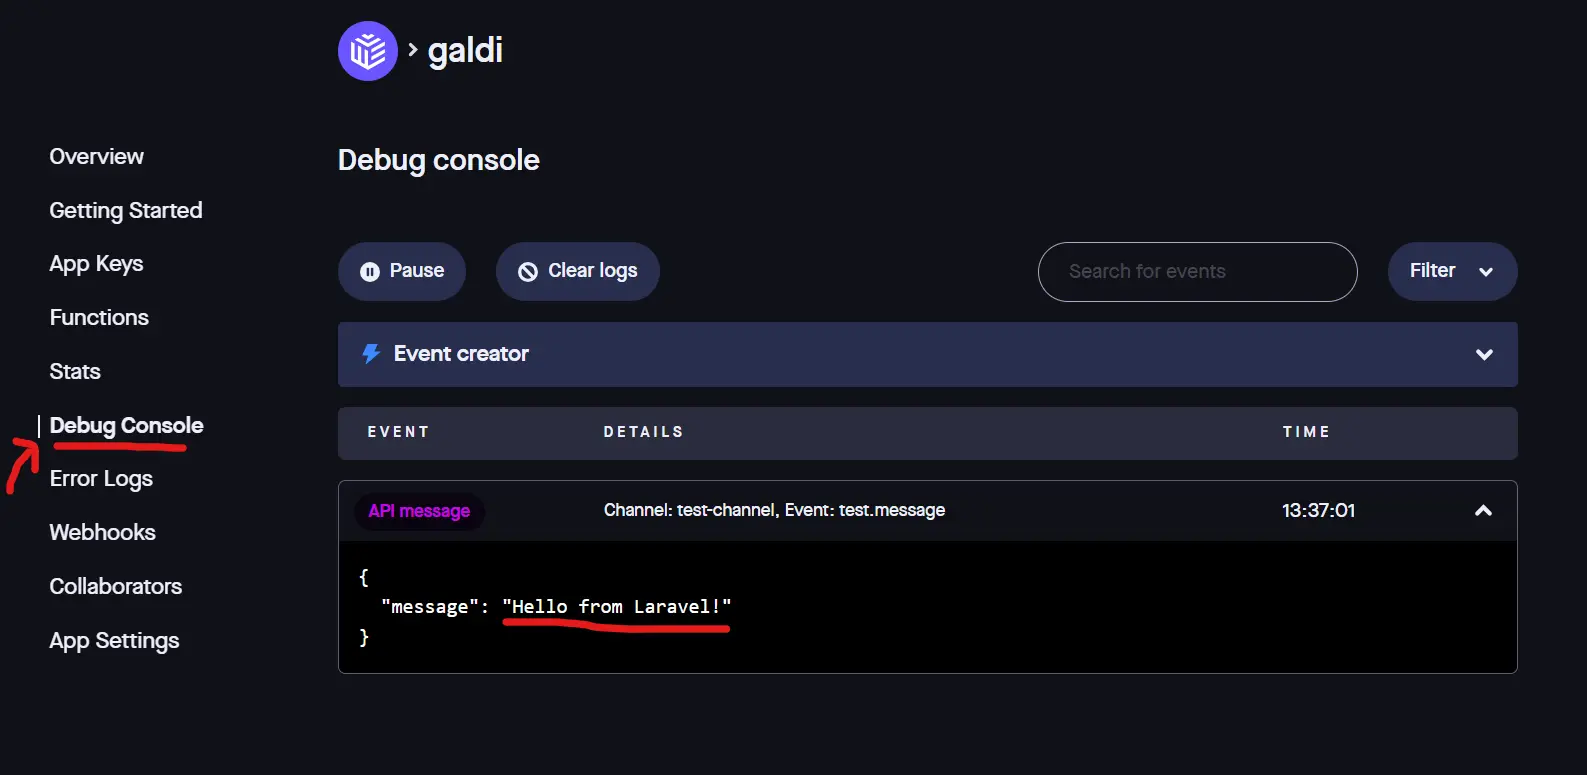 galdi
Overview
Getting Started
App Keys
Functions
Stats
Debug Console
Error Logs
Webhooks
Collaborators
App Settings
Debug console
Pause
Clear logs
Search for events
Filter
Event creator
EVENT DETAILS TIME
API message Channel: test-channel, Event: test.message 13:37:01
{
"message": "Hello from Laravel!"
}